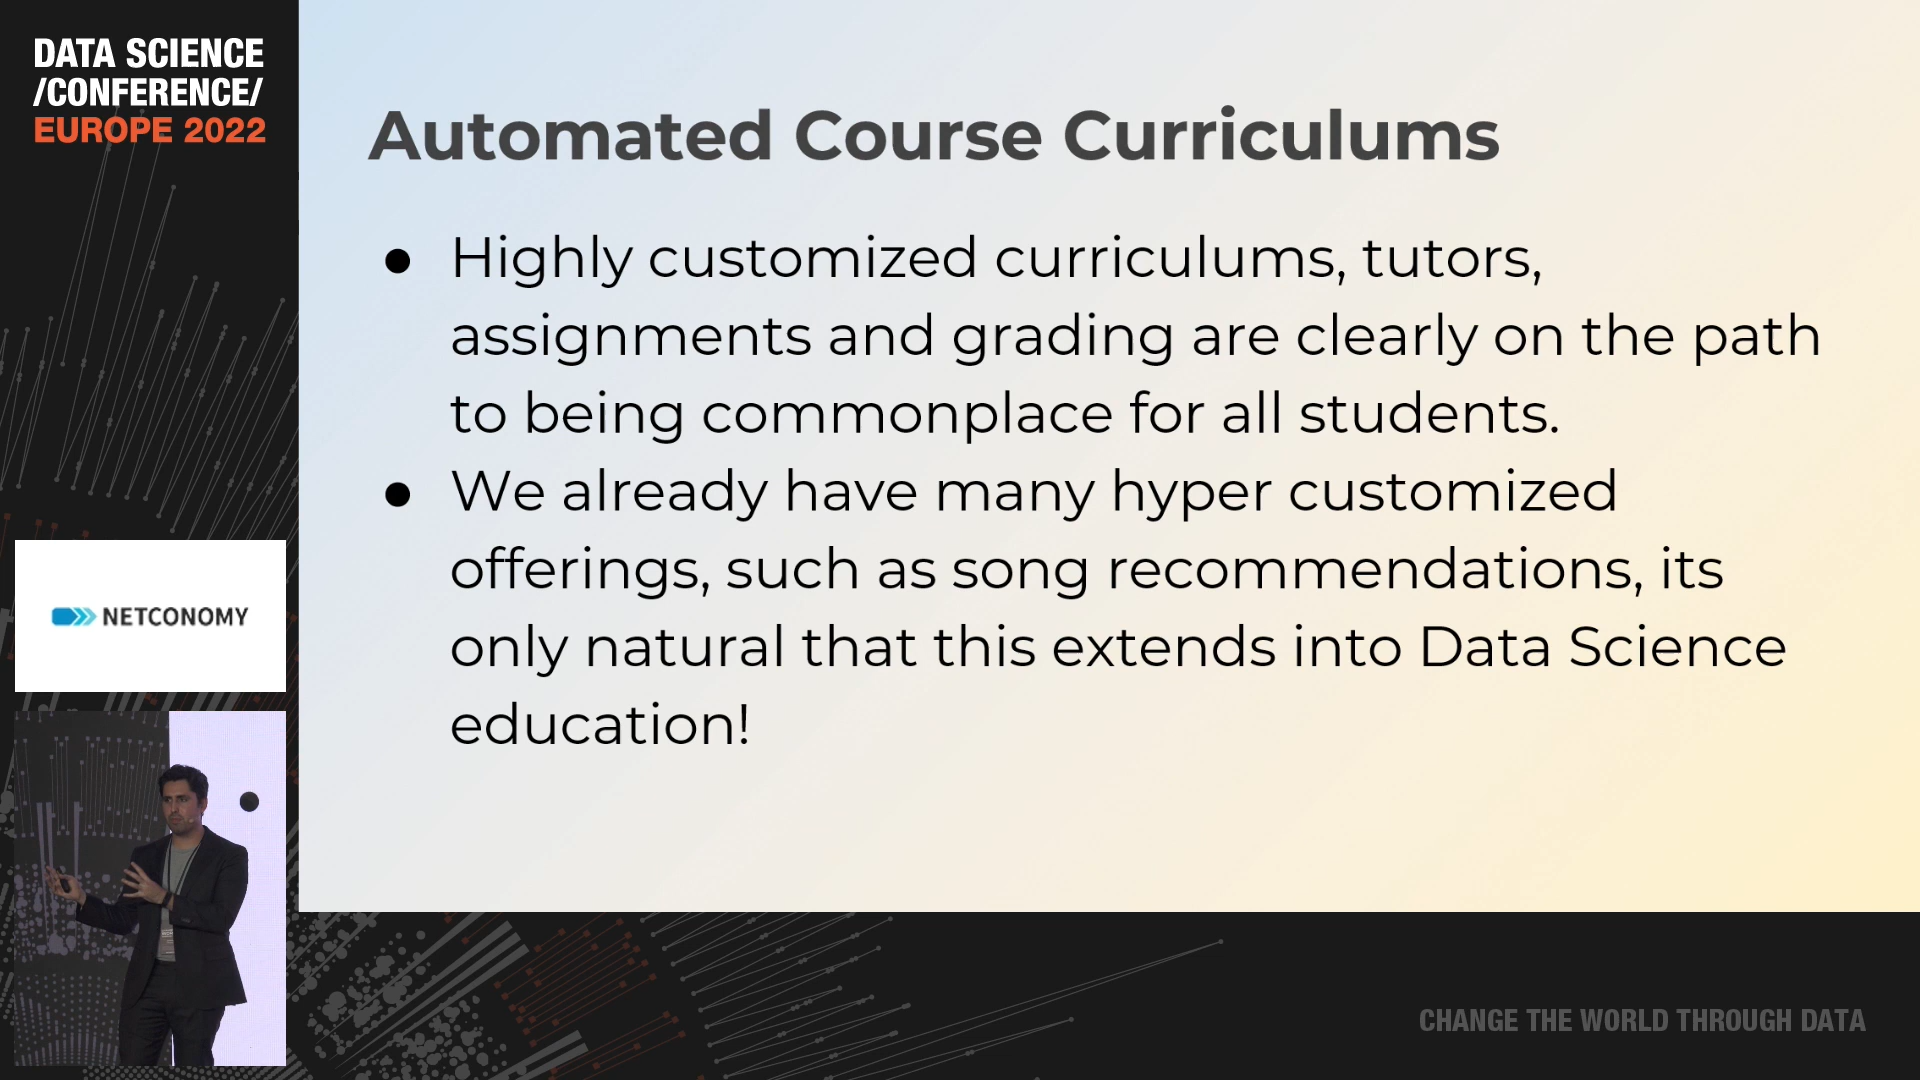 DATA SCIENCE
/CONFERENCE/
EUROPE 2022
Automated Course Curriculums
● Highly customized curriculums, tutors,
assignments and grading are clearly on the path
to being commonplace for all students.
● We already have many hyper customized
offerings, such as song recommendations, its
only natural that this extends into Data Science
education!
NETCONOMY
CHANGE THE WORLD THROUGH DATA